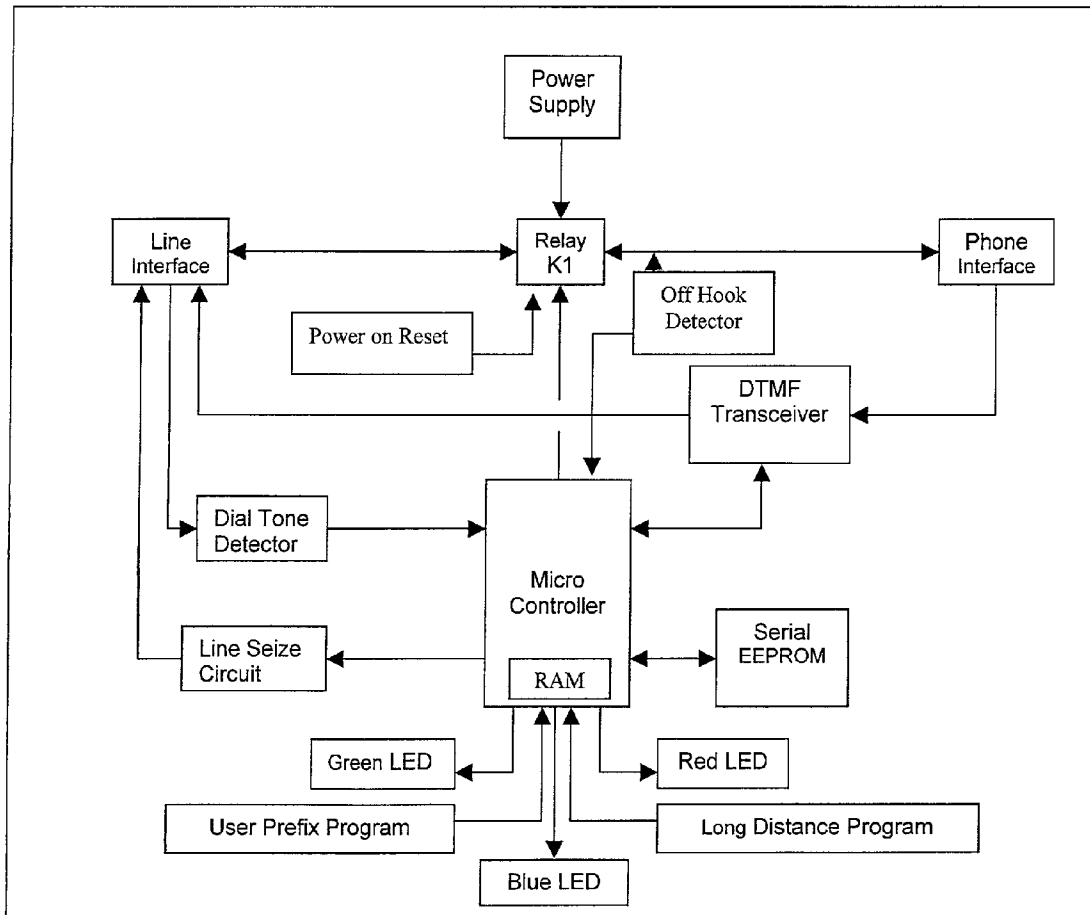 Power
Supply
Line
Interface
Relay
K1
Phone
Interface
Power on Reset
Off Hook
Detector
DTMF
Transceiver
Dial Tone
Detector
Micro
Controller
Line Seize
Circuit
Serial
EEPROM
RAM
Green LED
Red LED
User Prefix Program
Long Distance Program
Blue LED